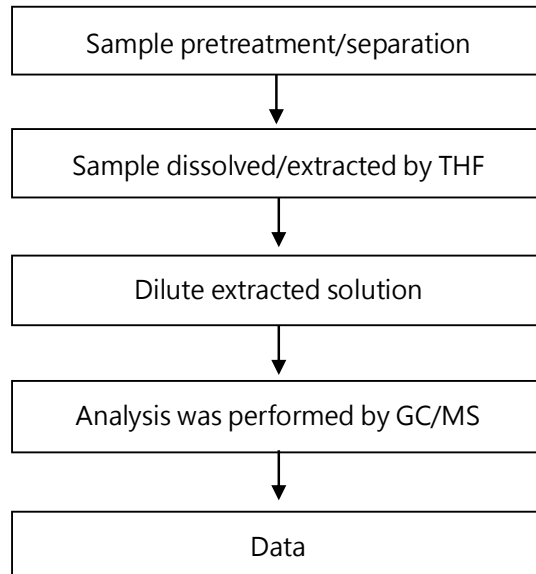 Sample pretreatment/separation
Sample dissolved/extracted by THF
Dilute extracted solution
Analysis was performed by GC/MS
Data